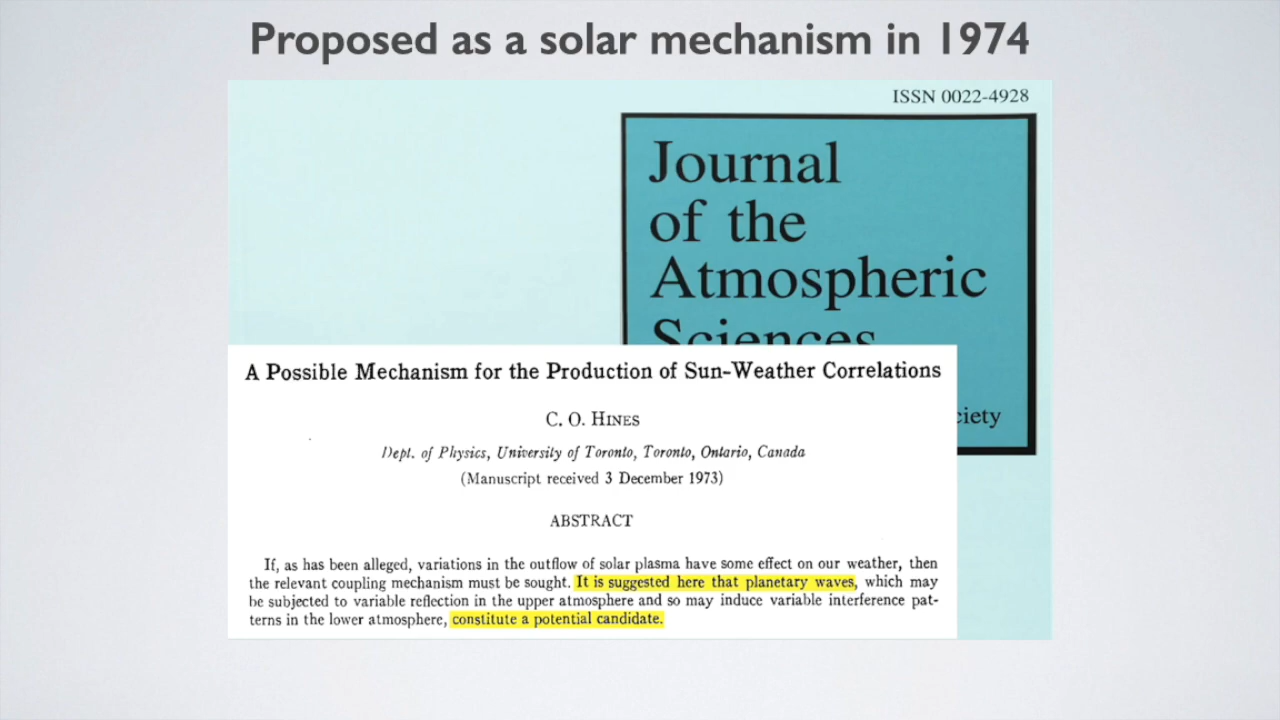 Proposed as a solar mechanism in 1974
ISSN 0022-4928
Journal
of the
Atmospheric
Sciences
ciety
A Possible Mechanism for the Production of Sun-Weather Correlations
C. O. HINES
Dept. of Physics, University of Toronto, Toronto, Ontario, Canada
(Manuscript received 3 December 1973)
ABSTRACT
If, as has been alleged, variations in the outflow of solar plasma have some effect on our weather, then
the relevant coupling mechanism must be sought. It is suggested here that planetary waves, which may
be subjected to variable reflection in the upper atmosphere and so may induce variable interference pat-
terns in the lower atmosphere, constitute a potential candidate.